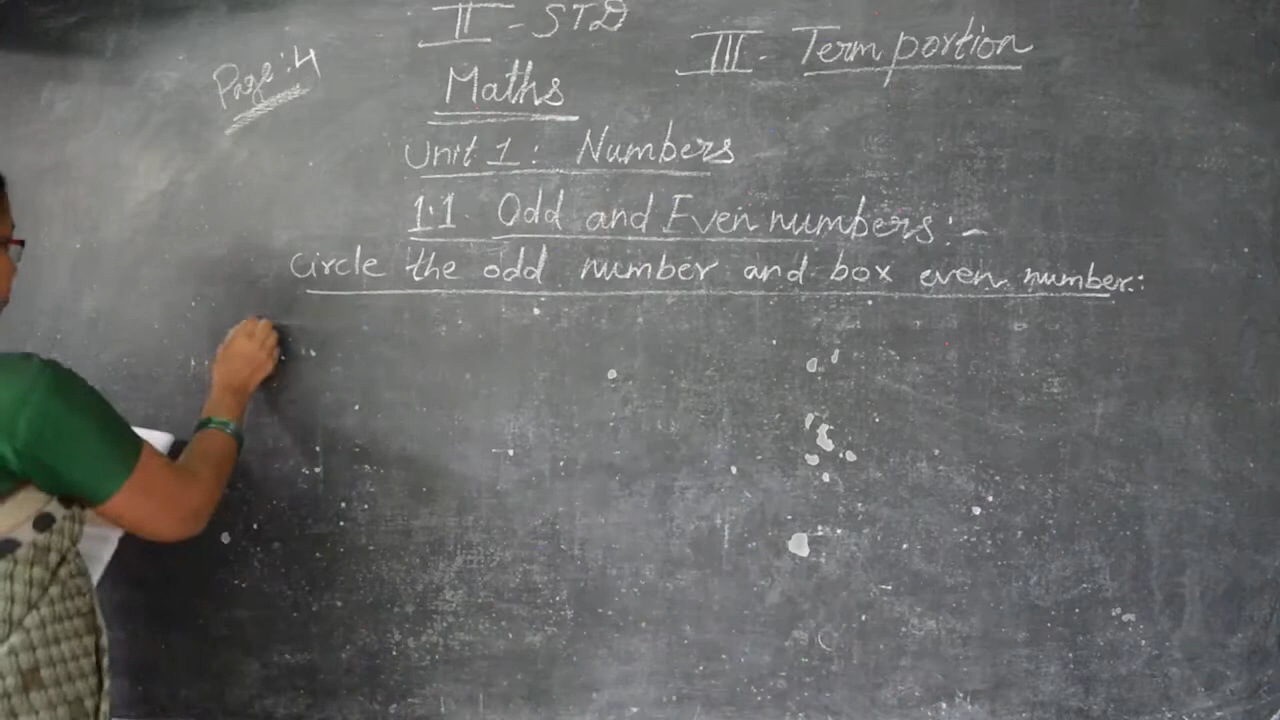 II - STD
III - Term portion
Page: 4
Maths
Unit 1: Numbers
1.1 Odd and Even numbers:-
circle the odd number and box even number: